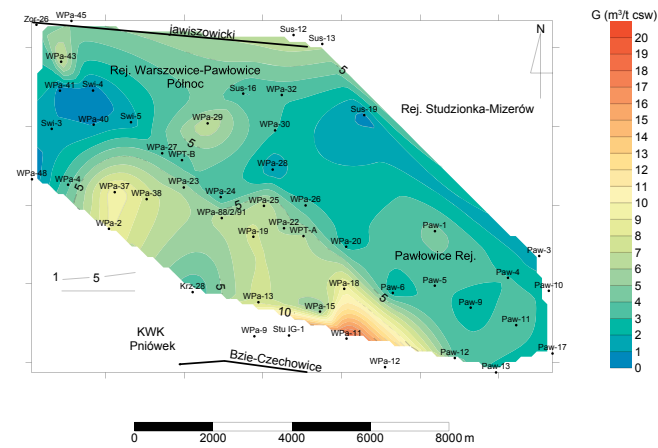 Zor-26
WPa-45
jawiszowicki
Sus-12
Sus-13
N
G (m³/t csw)
WPa-43
5
Rej. Warszowice-Pawłowice
Północ
WPa-41
Swi-4
Sus-16
WPa-32
Sus-19
Rej. Studzionka-Mizerów
Swi-3
WPa-40
Swi-5
WPa-29
WPa-30
5
WPa-27
WPT-B
WPa-28
WPa-48
WPa-4
5
WPa-37
WPa-38
WPa-23
WPa-24
WPa-25
WPa-26
5
WPa-88/2/91
WPa-2
WPa-19
WPa-22
WPT-A
WPa-20
Paw-1
Pawłowice Rej.
Paw-3
1
5
Krz-28
5
WPa-13
WPa-18
WPa-15
5
Paw-6
Paw-5
Paw-4
Paw-10
Paw-9
Paw-11
10
KWK
Pniówek
WPa-9
Stu IG-1
WPa-11
Bzie-Czechowice
WPa-12
Paw-12
Paw-13
Paw-17
20
19
18
17
16
15
14
13
12
11
10
9
8
7
6
5
4
3
2
1
0
0
2000
4000
6000
8000 m